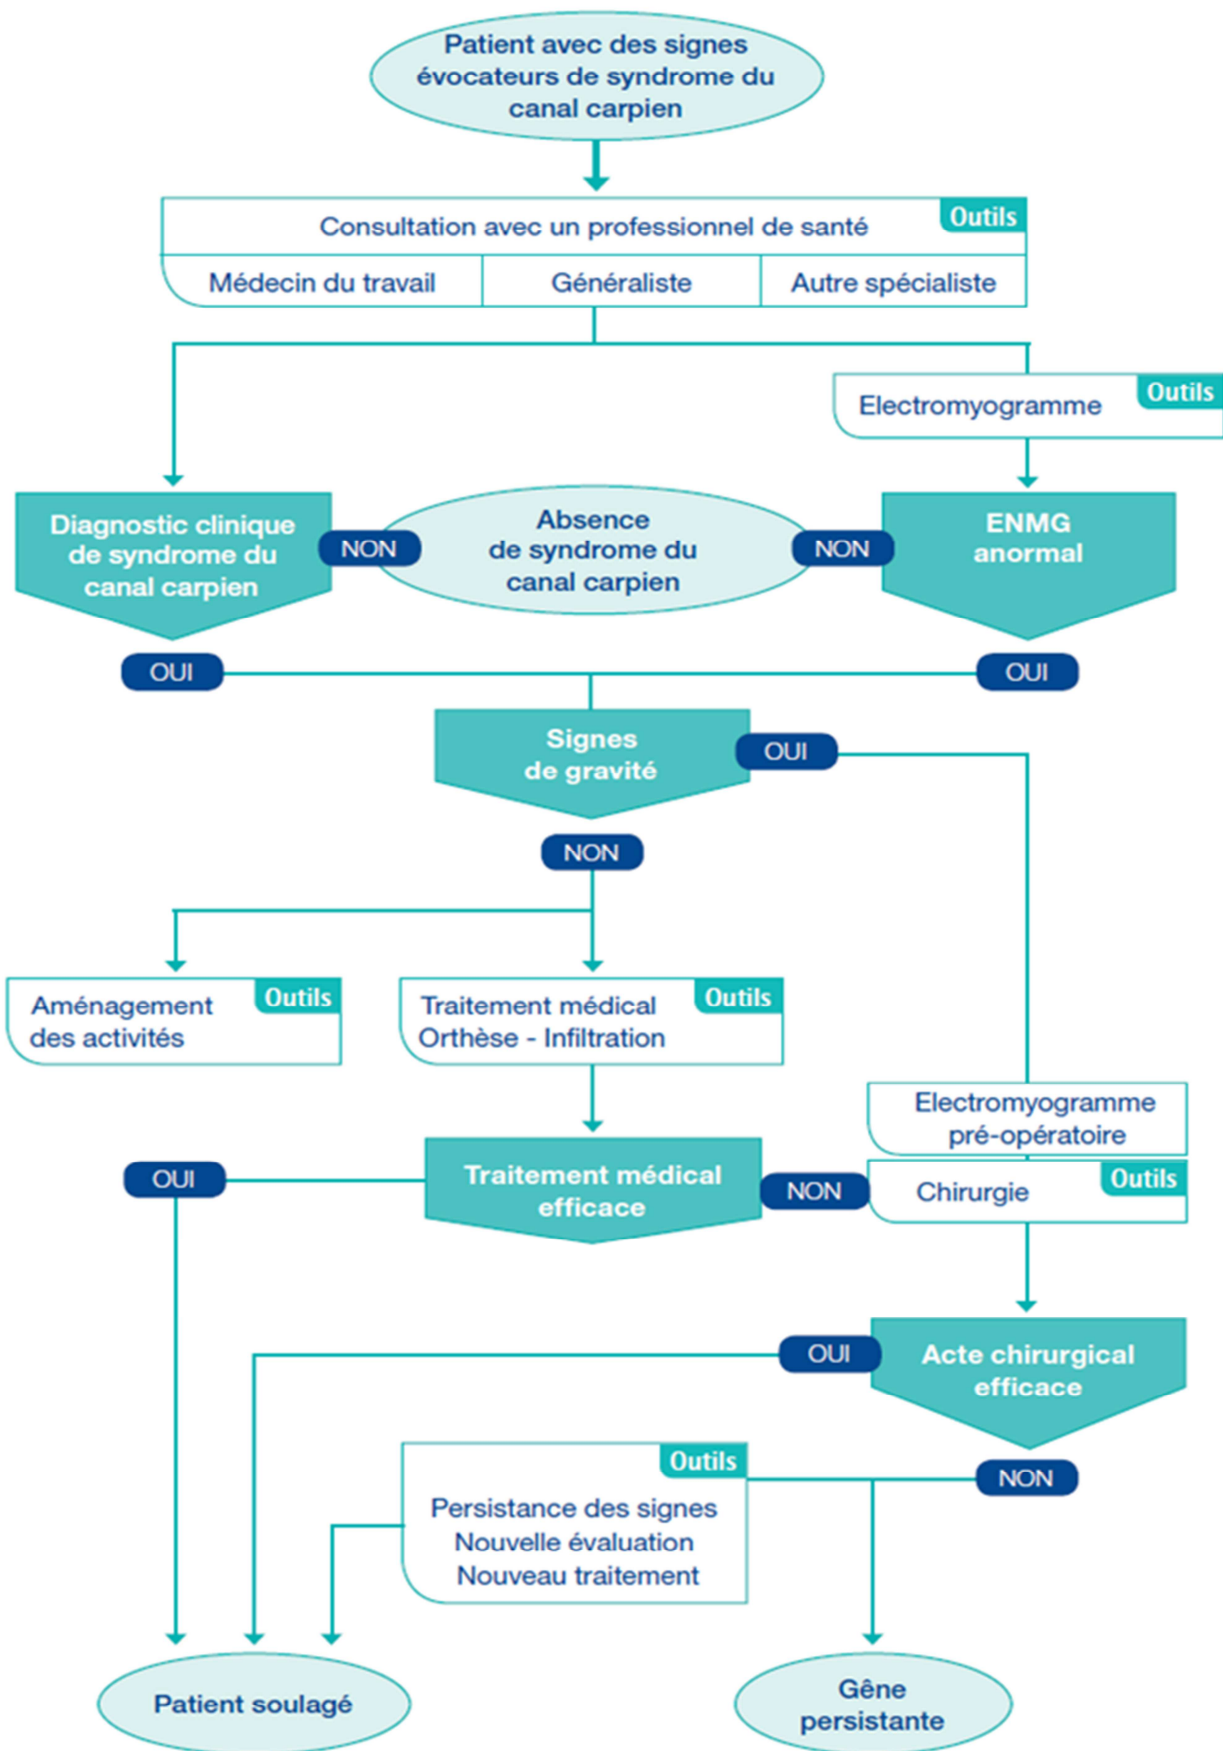 Patient avec des signes
évocateurs de syndrome du
canal carpien
Outils
Consultation avec un professionnel de santé
Médecin du travail
Généraliste
Autre spécialiste
Outils
Electromyogramme
Diagnostic clinique
de syndrome du
canal carpien
NON
Absence
de syndrome du
canal carpien
NON
ENMG
anormal
OUI
OUI
Signes
de gravité
OUI
NON
Outils
Aménagement
des activités
Outils
Traitement médical
Orthèse - Infiltration
Electromyogramme
pré-opératoire
OUI
Traitement médical
efficace
NON
Outils
Chirurgie
OUI
Acte chirurgical
efficace
Outils
NON
Persistance des signes
Nouvelle évaluation
Nouveau traitement
Patient soulagé
Gêne
persistante